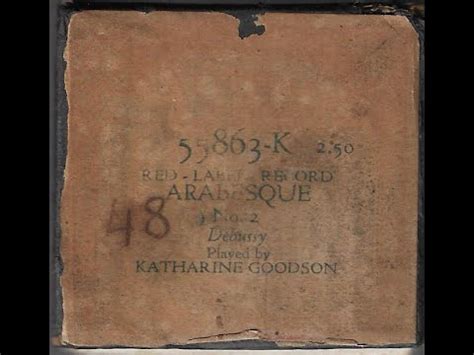 55863-K 2.50
RED - LABEL - RECORD
ARABESQUE
No. 2
Debussy
Played by
KATHARINE GOODSON
48